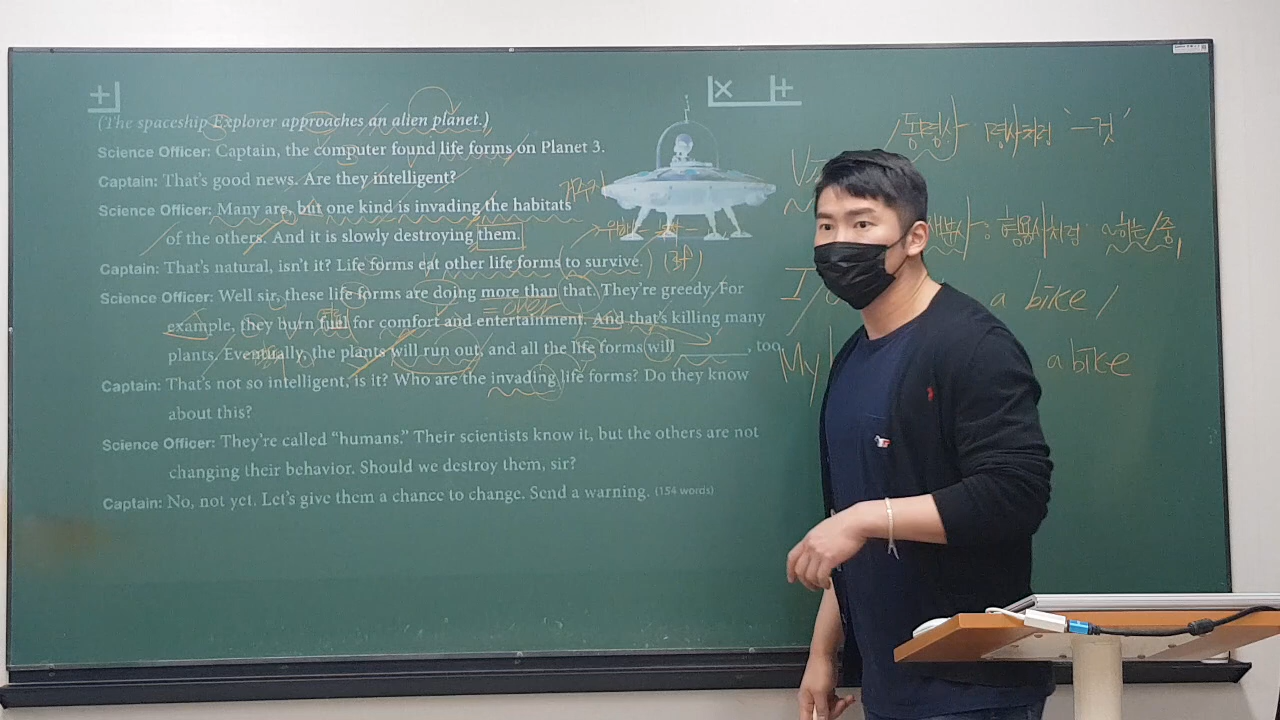 (The spaceship Explorer approaches an alien planet.)
Science Officer: Captain, the computer found life forms on Planet 3.
Captain: That's good news. Are they intelligent?
Science Officer: Many are, but one kind is invading the habitats
of the others. And it is slowly destroying them.
Captain: That's natural, isn't it? Life forms eat other life forms to survive.
Science Officer: Well sir, these life forms are doing more than that. They're greedy. For
= over
example, they burn fuel for comfort and entertainment. And that's killing many
plants. Eventually, the plants will run out, and all the life forms will ________, too.
Captain: That's not so intelligent, is it? Who are the invading life forms? Do they know
about this?
Science Officer: They're called “humans.” Their scientists know it, but the others are not
changing their behavior. Should we destroy them, sir?
Captain: No, not yet. Let's give them a chance to change. Send a warning. (154 words)
동명사 명사처럼 '~것'
형용사처럼 ~하는/중
I a bike
My a bike